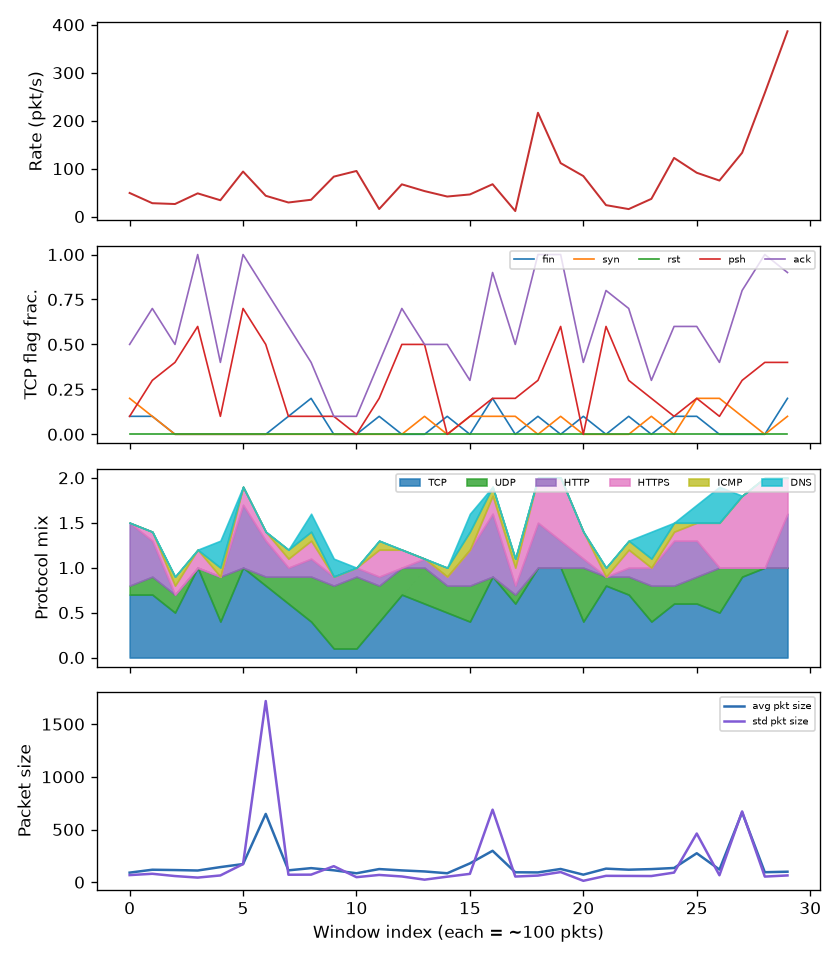 400
300
200
100
0
Rate (pkt/s)
1.00
0.75
0.50
0.25
0.00
TCP flag frac.
fin syn rst psh ack
2.0
1.5
1.0
0.5
0.0
Protocol mix
TCP UDP HTTP HTTPS ICMP DNS
1500
1000
500
0
Packet size
avg pkt size
std pkt size
0 5 10 15 20 25 30
Window index (each = ~100 pkts)